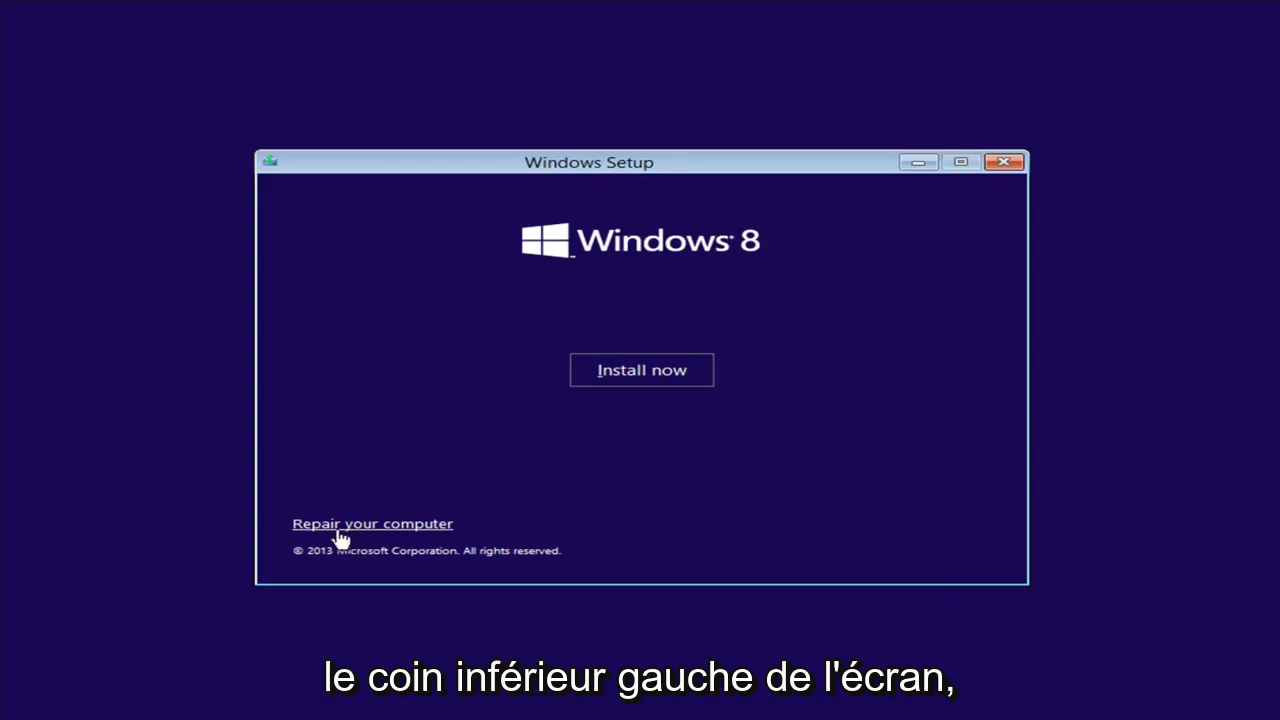 Windows Setup
Windows 8
Install now
Repair your computer
© 2013 Microsoft Corporation. All rights reserved.
le coin inférieur gauche de l'écran,